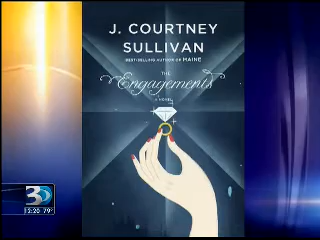 J. COURTNEY
SULLIVAN
BESTSELLING AUTHOR OF MAINE
THE
Engagements
A NOVEL
3
12:20 79°